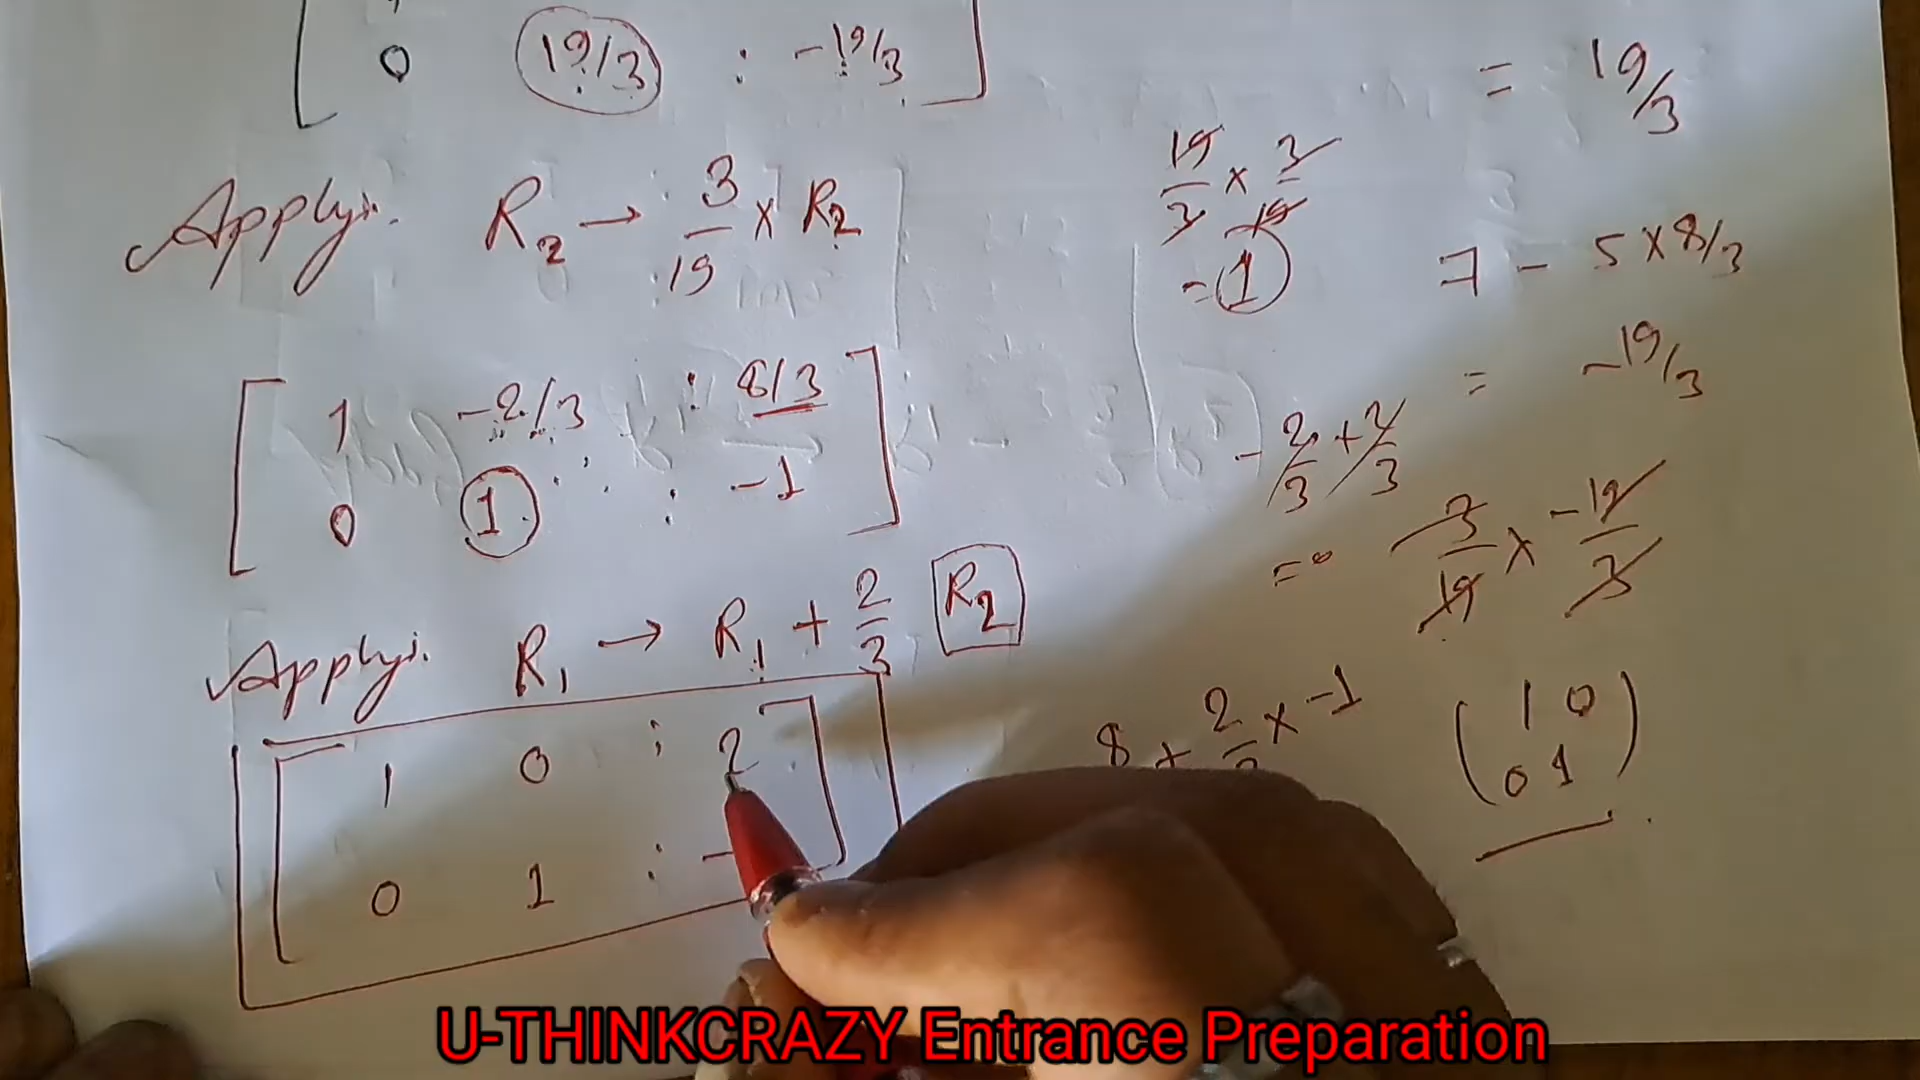 0 19/3 : -19/3
= 19/3
Apply:. R2 → 3/19 x R2
19/3 x 3/19
= 1
7 - 5 x 8/3
= -19/3
1 -2/3 : 8/3
0 1 : -1
- 2/3 + 2/3
= 0
3/19 x -19/3
Apply:. R1 → R1 + 2/3 R2
1 0 : 2
0 1 : -
8 + 2/ x -1
1 0
0 1
U-THINKCRAZY Entrance Preparation